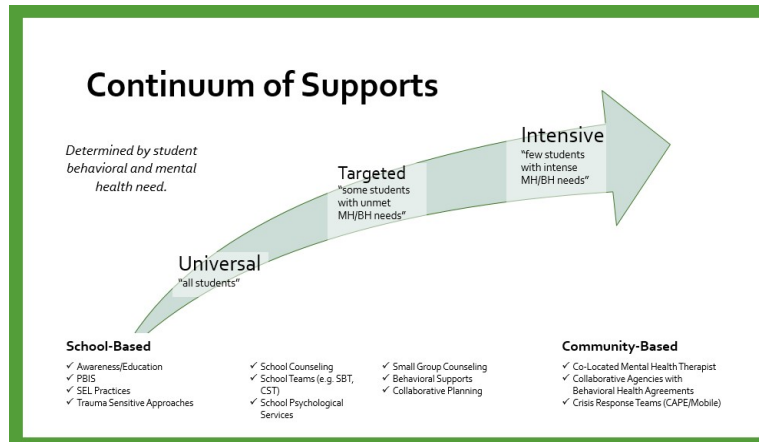 Continuum of Supports
Determined by student
behavioral and mental
health need.
Universal
"all students"
Targeted
"some students
with unmet
MH/BH needs"
Intensive
"few students
with intense
MH/BH needs"
School-Based
✓ Awareness/Education
✓ PBIS
✓ SEL Practices
✓ Trauma Sensitive Approaches
✓ School Counseling
✓ School Teams (e.g. SBT,
CST)
✓ School Psychological
Services
✓ Small Group Counseling
✓ Behavioral Supports
✓ Collaborative Planning
Community-Based
✓ Co-Located Mental Health Therapist
✓ Collaborative Agencies with
Behavioral Health Agreements
✓ Crisis Response Teams (CAPE/Mobile)